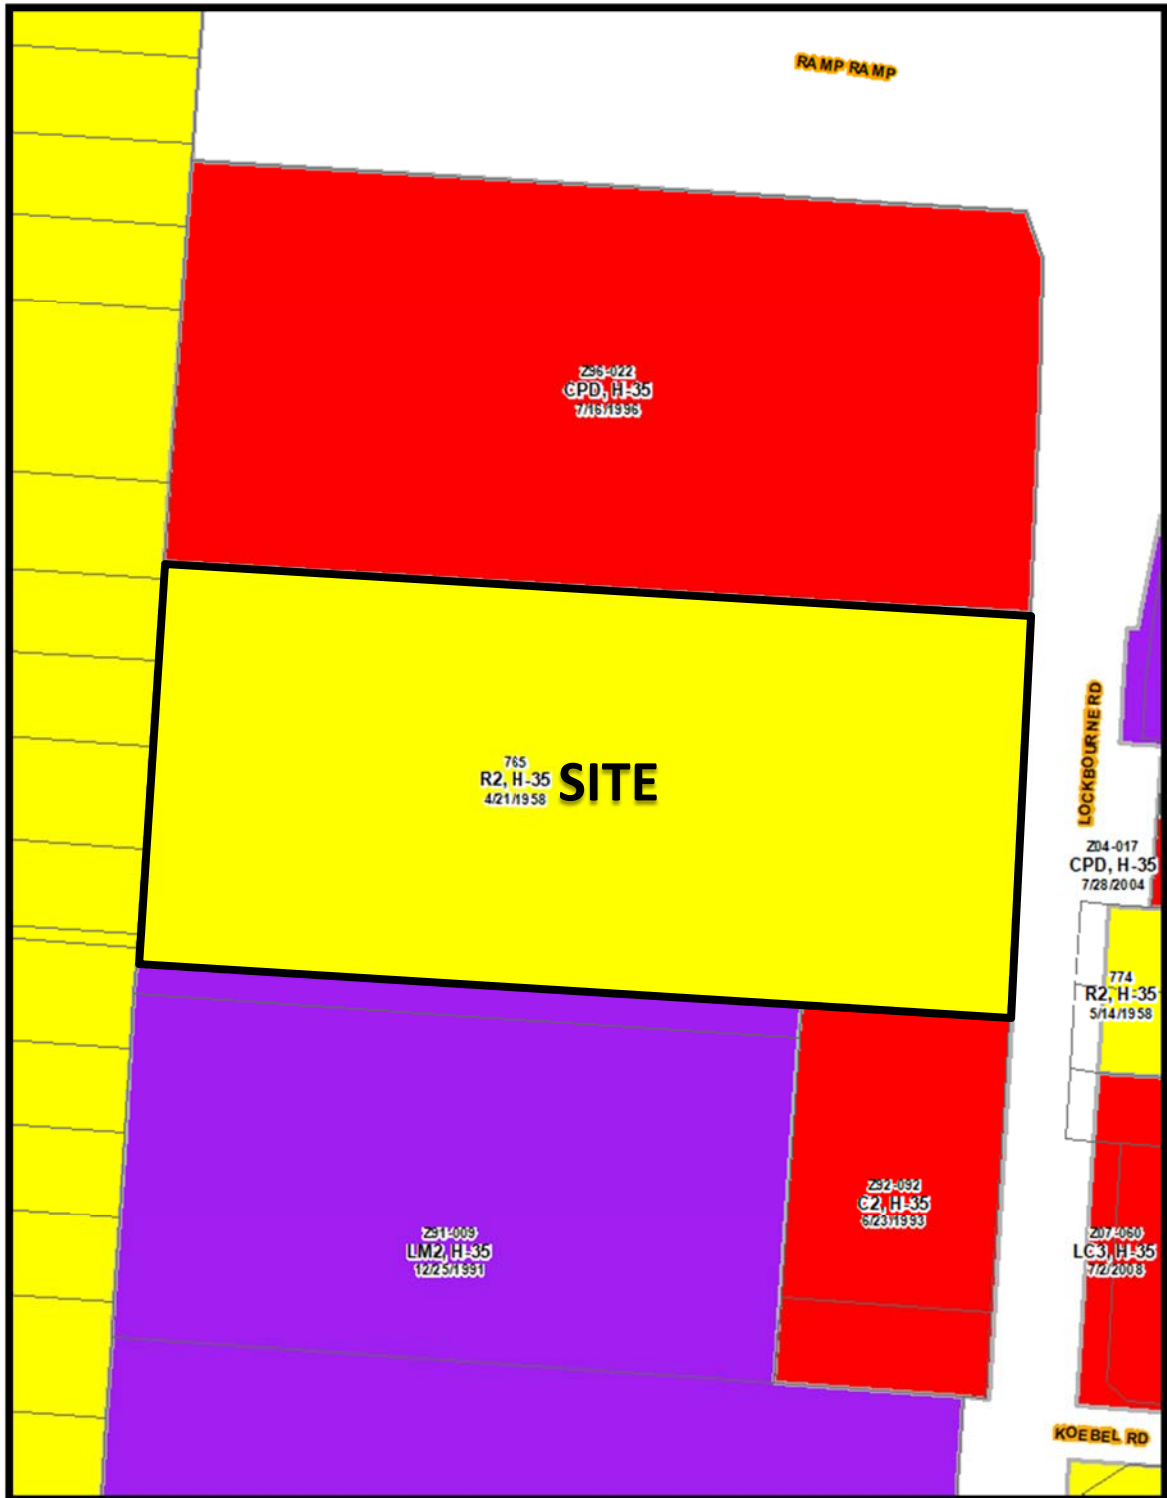 RAMP RAMP
Z96-022
CPD, H-35
7/16/1996
LOCKBOURNE RD
765
R2, H-35
4/21/1958
SITE
Z04-017
CPD, H-35
7/28/2004
774
R2, H-35
5/14/1958
Z92-092
C2, H-35
6/23/1993
Z91-009
LM2, H-35
12/25/1991
Z07-060
LC3, H-35
7/2/2008
KOEBEL RD